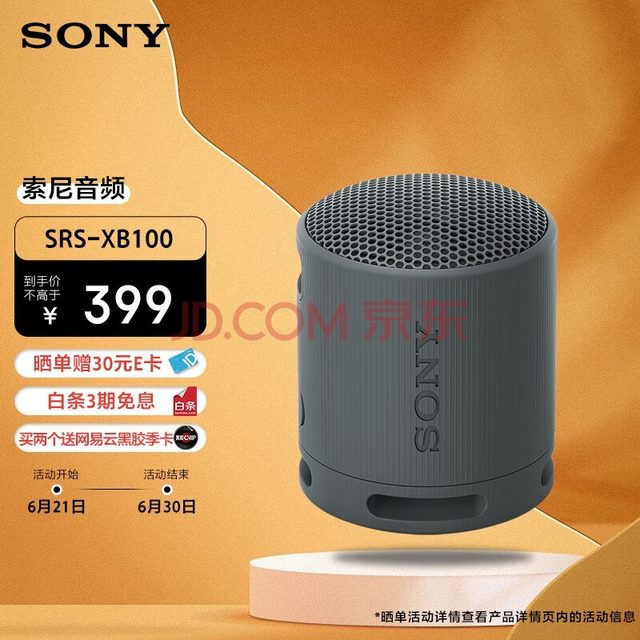 SONY
索尼音频
SRS-XB100
到手价
不高于
¥ 399
JD.COM 京东
SONY
晒单赠30元E卡
JD
白条3期免息
白条
买两个送网易云黑胶季卡
活动开始
活动结束
6月21日
6月30日
*晒单活动详情查看产品详情页内的活动信息